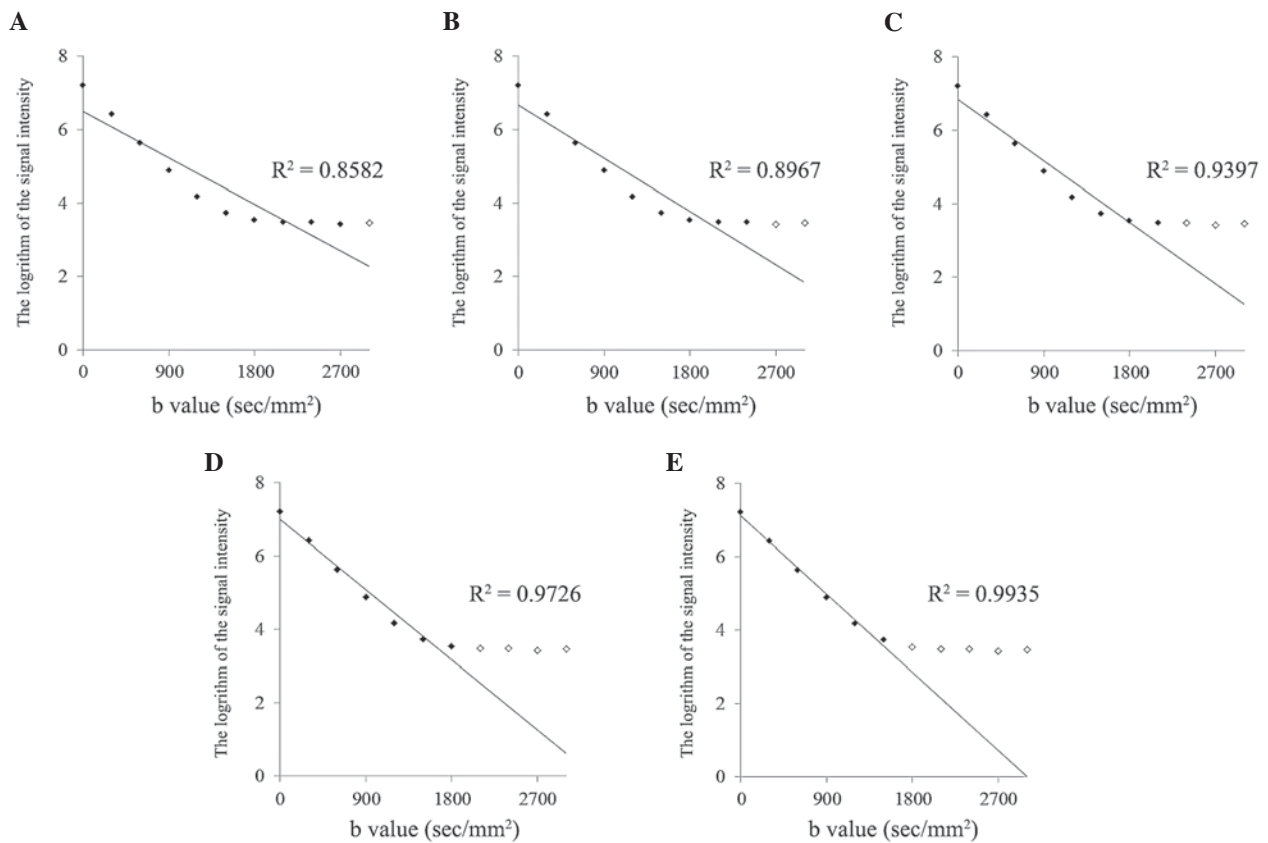 A
The logrithm of the signal intensity
8
6
4
2
0
R² = 0.8582
0 900 1800 2700
b value (sec/mm²)
B
The logrithm of the signal intensity
8
6
4
2
0
R² = 0.8967
0 900 1800 2700
b value (sec/mm²)
C
The logrithm of the signal intensity
8
6
4
2
0
R² = 0.9397
0 900 1800 2700
b value (sec/mm²)
D
The logrithm of the signal intensity
8
6
4
2
0
R² = 0.9726
0 900 1800 2700
b value (sec/mm²)
E
The logrithm of the signal intensity
8
6
4
2
0
R² = 0.9935
0 900 1800 2700
b value (sec/mm²)